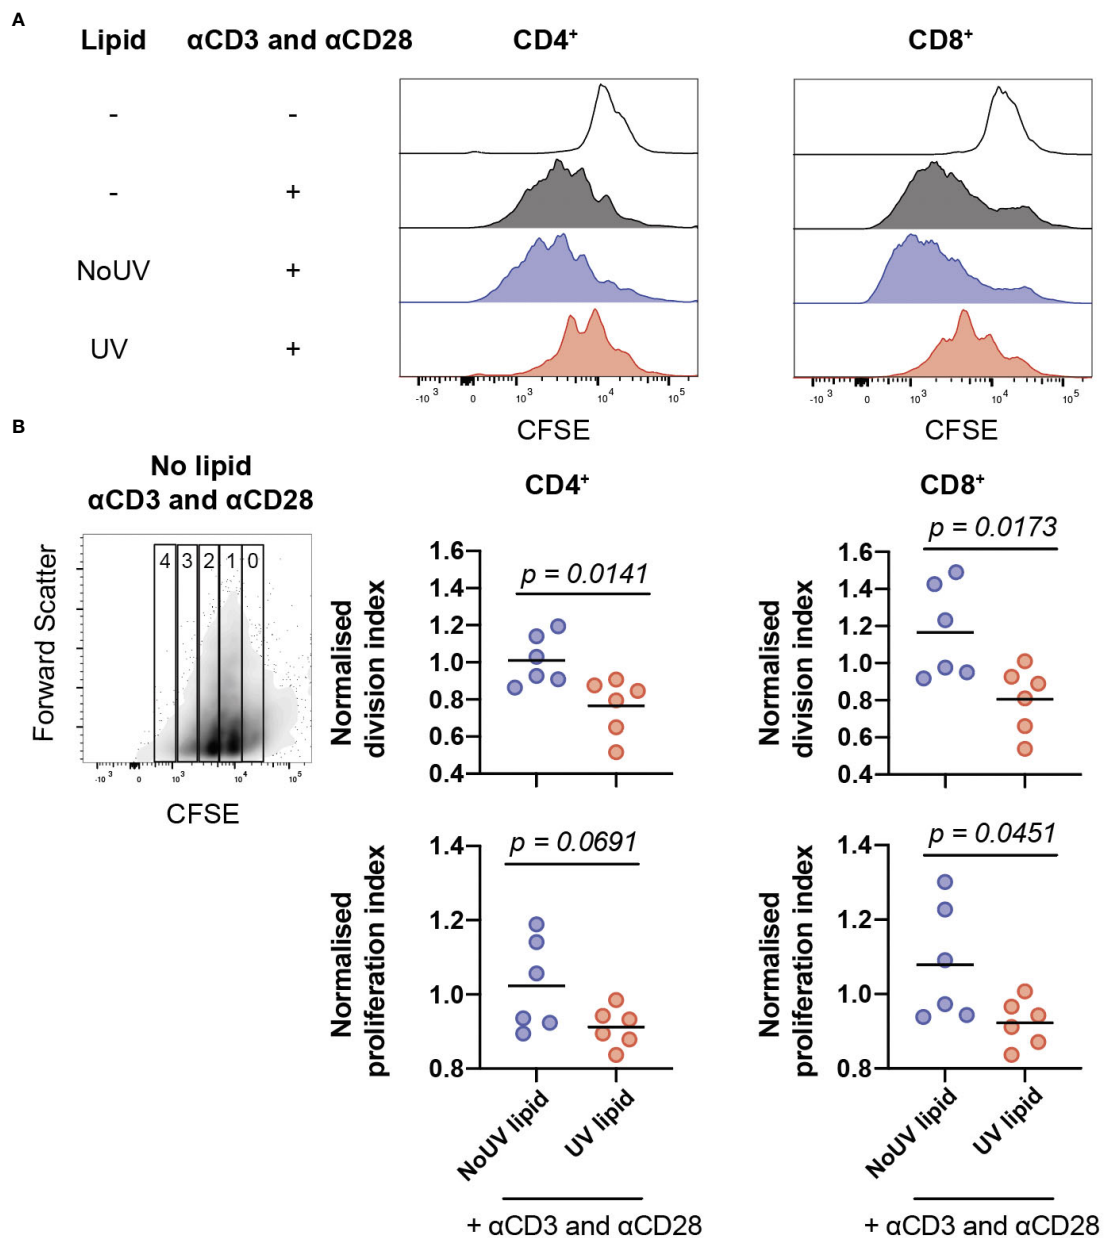 A
Lipid αCD3 and αCD28 CD4⁺ CD8⁺
- -
- +
NoUV +
UV +
-10³ 0 10³ 10⁴ 10⁵ -10³ 0 10³ 10⁴ 10⁵
CFSE CFSE
B
No lipid
αCD3 and αCD28
4 3 2 1 0
Forward Scatter
-10³ 0 10³ 10⁴ 10⁵
CFSE
CD4⁺
p = 0.0141
Normalised
division index
1.6
1.4
1.2
1.0
0.8
0.6
0.4
CD8⁺
p = 0.0173
Normalised
division index
1.6
1.4
1.2
1.0
0.8
0.6
0.4
p = 0.0691
Normalised
proliferation index
1.4
1.2
1.0
0.8
NoUV lipid
UV lipid
+ αCD3 and αCD28
p = 0.0451
Normalised
proliferation index
1.4
1.2
1.0
0.8
NoUV lipid
UV lipid
+ αCD3 and αCD28